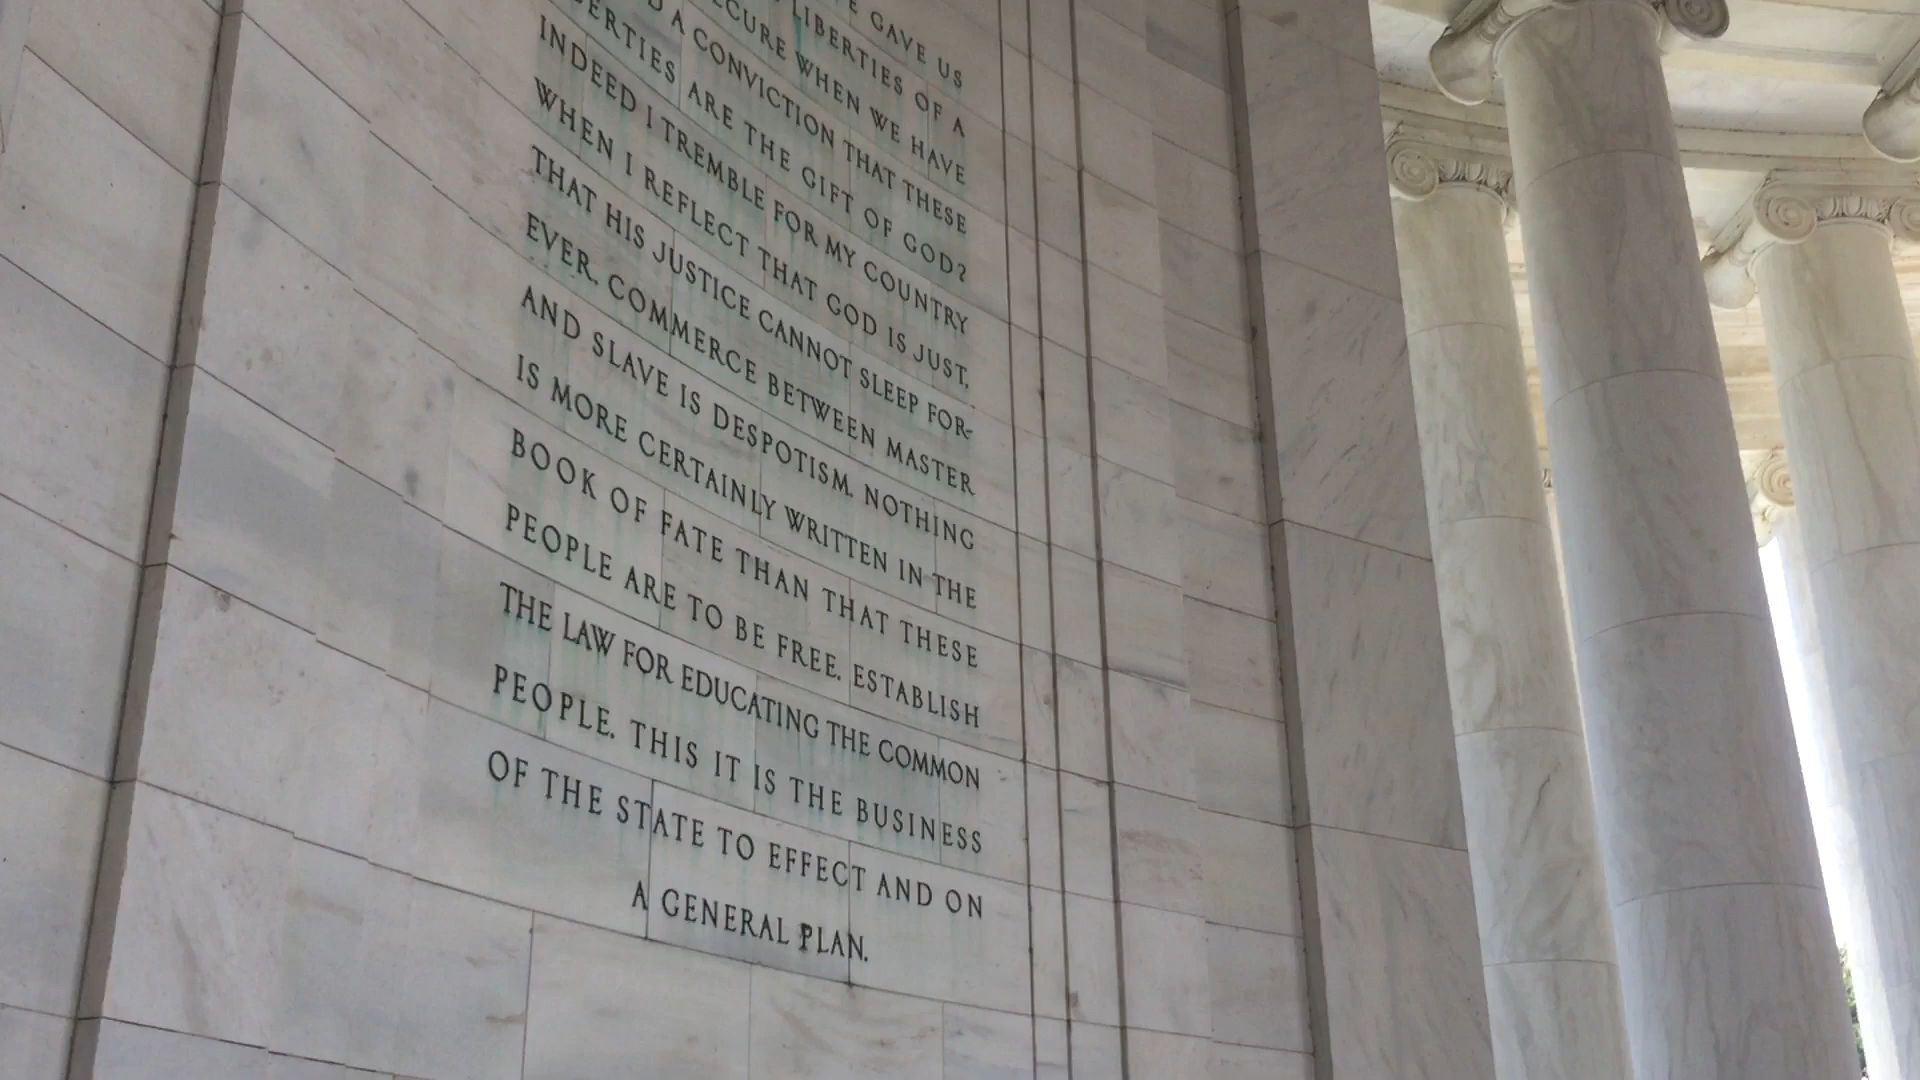 GAVE US
LIBERTIES OF A
SECURE WHEN WE HAVE
A CONVICTION THAT THESE
LIBERTIES ARE THE GIFT OF GOD?
INDEED I TREMBLE FOR MY COUNTRY
WHEN I REFLECT THAT GOD IS JUST,
THAT HIS JUSTICE CANNOT SLEEP FOR-
EVER. COMMERCE BETWEEN MASTER
AND SLAVE IS DESPOTISM. NOTHING
IS MORE CERTAINLY WRITTEN IN THE
BOOK OF FATE THAN THAT THESE
PEOPLE ARE TO BE FREE. ESTABLISH
THE LAW FOR EDUCATING THE COMMON
PEOPLE. THIS IT IS THE BUSINESS
OF THE STATE TO EFFECT AND ON
A GENERAL PLAN.